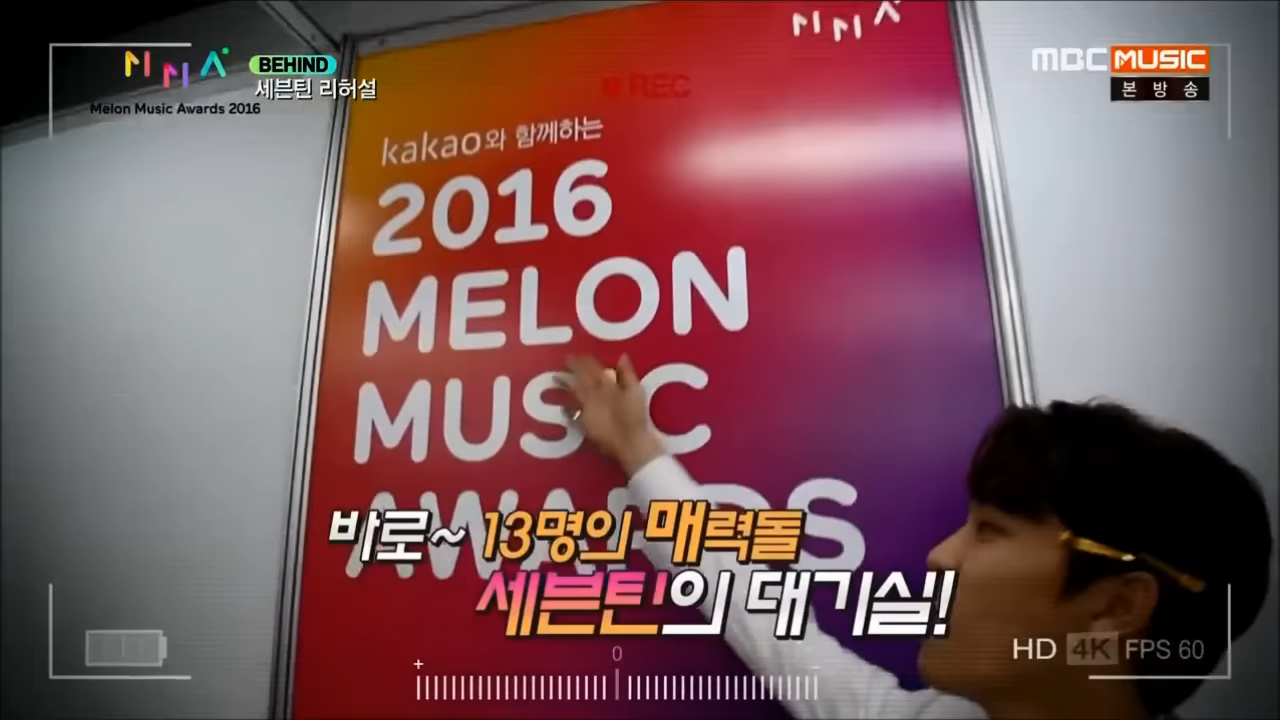 MMA
Melon Music Awards 2016
BEHIND
세븐틴 리허설
MBC MUSIC
본 방 송
MMA
REC
kakao와 함께하는
2016
MELON
MUSIC
AWARDS
바로~ 13명의 매력돌
세븐틴의 대기실!
+ 0 -
HD 4K FPS 60